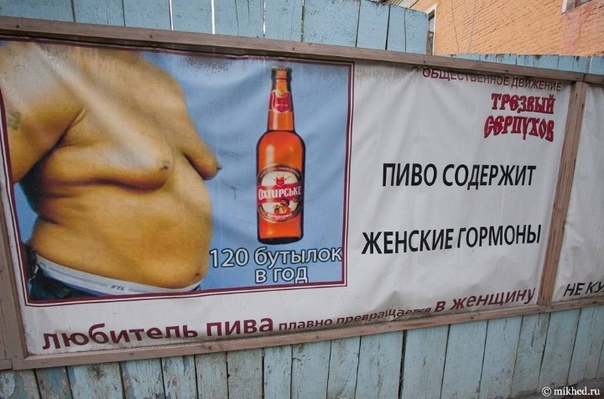 ОБЩЕСТВЕННОЕ ДВИЖЕНИЕ
ТРЕЗВЫЙ
СЕРПУХОВ
ПИВО СОДЕРЖИТ
ЖЕНСКИЕ ГОРМОНЫ
ОХТИРСЬКЕ
120 бутылок
в год
любитель пива плавно превращается в женщину
НЕ КУ
© mikhed.ru